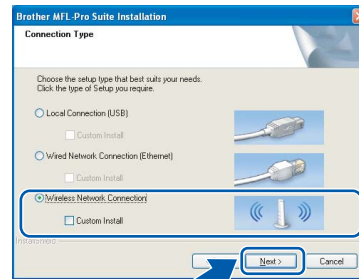 Brother MFL-Pro Suite Installation
Connection Type
Choose the setup type that best suits your needs.
Click the type of Setup you require.
Local Connection (USB)
Custom Install
Wired Network Connection (Ethernet)
Custom Install
Wireless Network Connection
Custom Install
InstallShield
Next >
Cancel